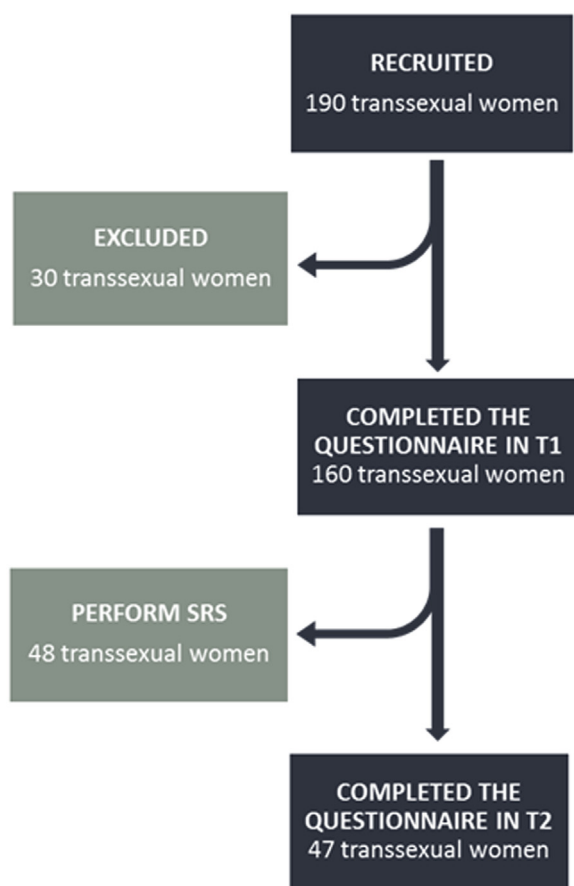 RECRUITED
190 transsexual women
EXCLUDED
30 transsexual women
COMPLETED THE
QUESTIONNAIRE IN T1
160 transsexual women
PERFORM SRS
48 transsexual women
COMPLETED THE
QUESTIONNAIRE IN T2
47 transsexual women